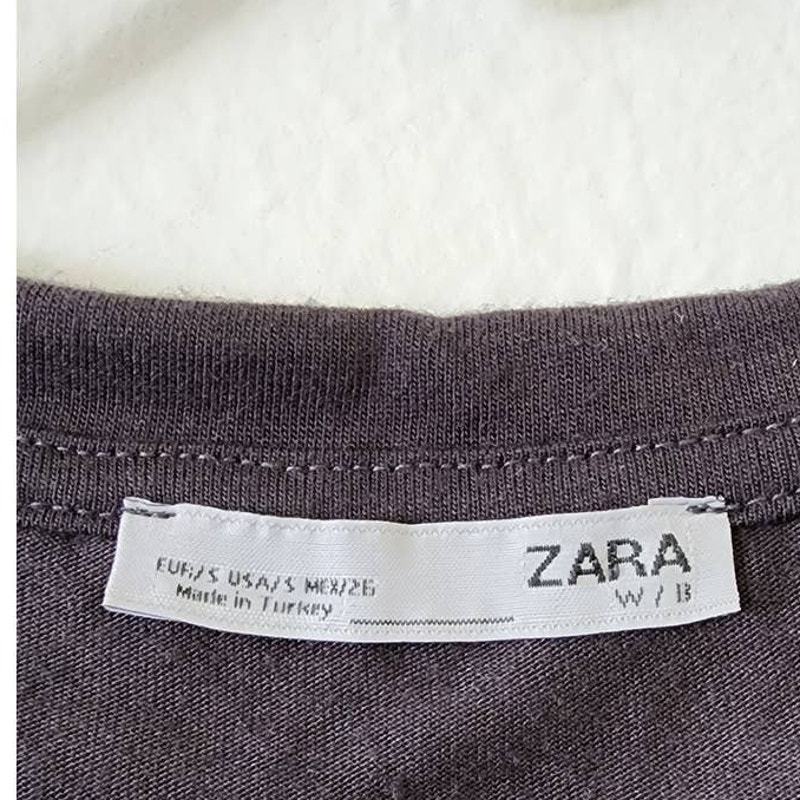 EUR/S USA/S MEX/26
Made in Turkey
ZARA
W / B